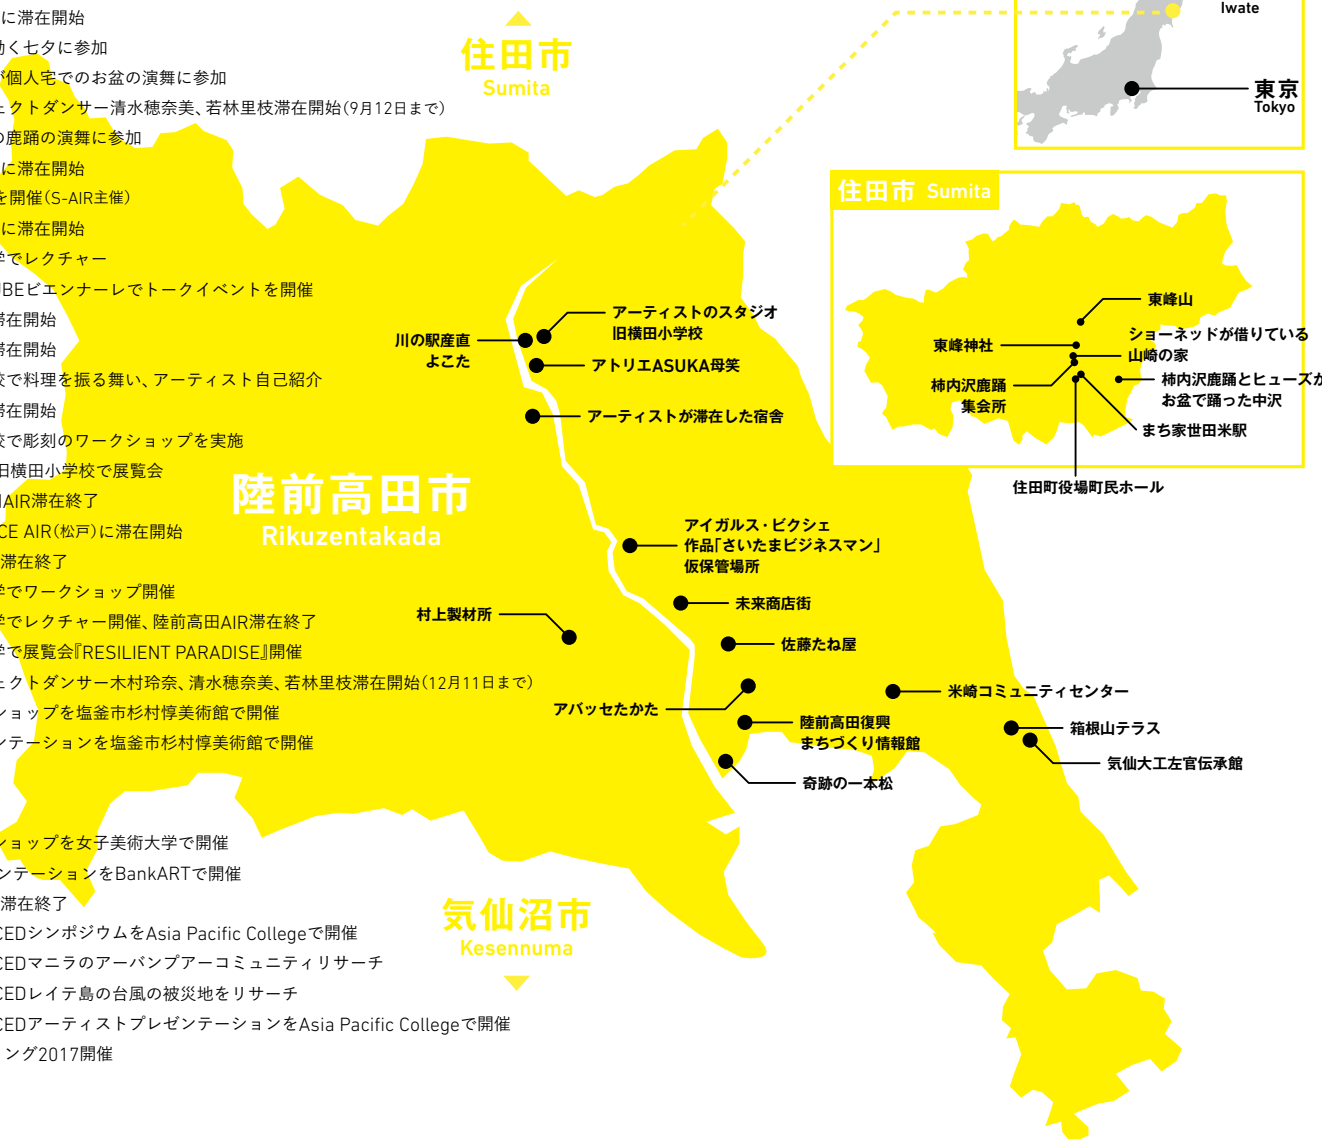 に滞在開始
く七夕に参加
個人宅でのお盆の演舞に参加
ェクトダンサー清水穂奈美、若林里枝滞在開始(9月12日まで)
の鹿踊の演舞に参加
に滞在開始
を開催(S-AIR主催)
に滞在開始
学でレクチャー
UBEビエンナーレでトークイベントを開催
滞在開始
滞在開始
校で料理を振る舞い、アーティスト自己紹介
滞在開始
校で彫刻のワークショップを実施
旧横田小学校で展覧会
AIR滞在終了
CE AIR(松戸)に滞在開始
滞在終了
学でワークショップ開催
学でレクチャー開催、陸前高田AIR滞在終了
学で展覧会『RESILIENT PARADISE』開催
ェクトダンサー木村玲奈、清水穂奈美、若林里枝滞在開始(12月11日まで)
ショップを塩釜市杉村惇美術館で開催
ンテーションを塩釜市杉村惇美術館で開催
ショップを女子美術大学で開催
ンテーションをBankARTで開催
滞在終了
CEDシンポジウムをAsia Pacific Collegeで開催
CEDマニラのアーバンプアーコミュニティリサーチ
CEDレイテ島の台風の被災地をリサーチ
CEDアーティストプレゼンテーションをAsia Pacific Collegeで開催
ング2017開催
住田市
Sumita
川の駅産直
よこた
アーティストのスタジオ
旧横田小学校
アトリエASUKA母笑
アーティストが滞在した宿舎
陸前高田市
Rikuzentakada
アイガルス・ビクシェ
作品「さいたまビジネスマン」
仮保管場所
未来商店街
村上製材所
佐藤たね屋
アバッセたかた
米崎コミュニティセンター
陸前高田復興
まちづくり情報館
箱根山テラス
気仙大工左官伝承館
奇跡の一本松
気仙沼市
Kesennuma
Iwate
東京
Tokyo
住田市 Sumita
東峰山
東峰神社
ショーネッドが借りている
山崎の家
柿内沢鹿踊
集会所
柿内沢鹿踊とヒューズが
お盆で踊った中沢
まち家世田米駅
住田町役場町民ホール